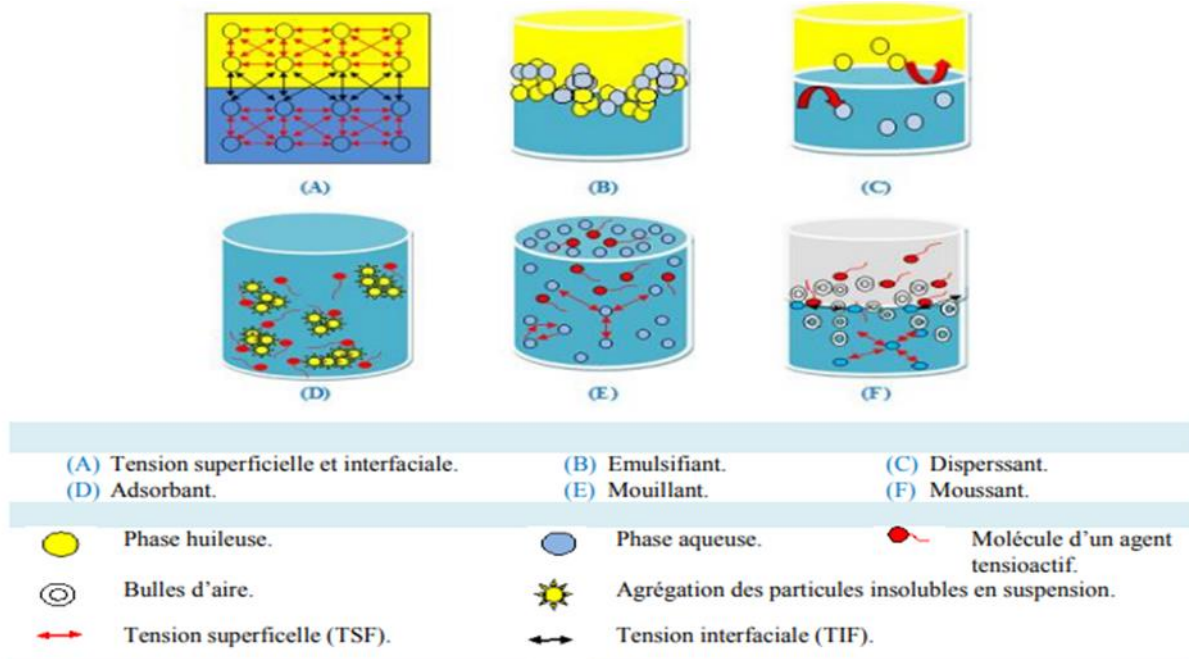 (A)
(B)
(C)
(D)
(E)
(F)
(A) Tension superficielle et interfaciale.
(B) Emulsifiant.
(C) Disperssant.
(D) Adsorbant.
(E) Mouillant.
(F) Moussant.
Phase huileuse.
Phase aqueuse.
Molécule d'un agent
tensioactif.
Bulles d'aire.
Agrégation des particules insolubles en suspension.
Tension superficelle (TSF).
Tension interfaciale (TIF).